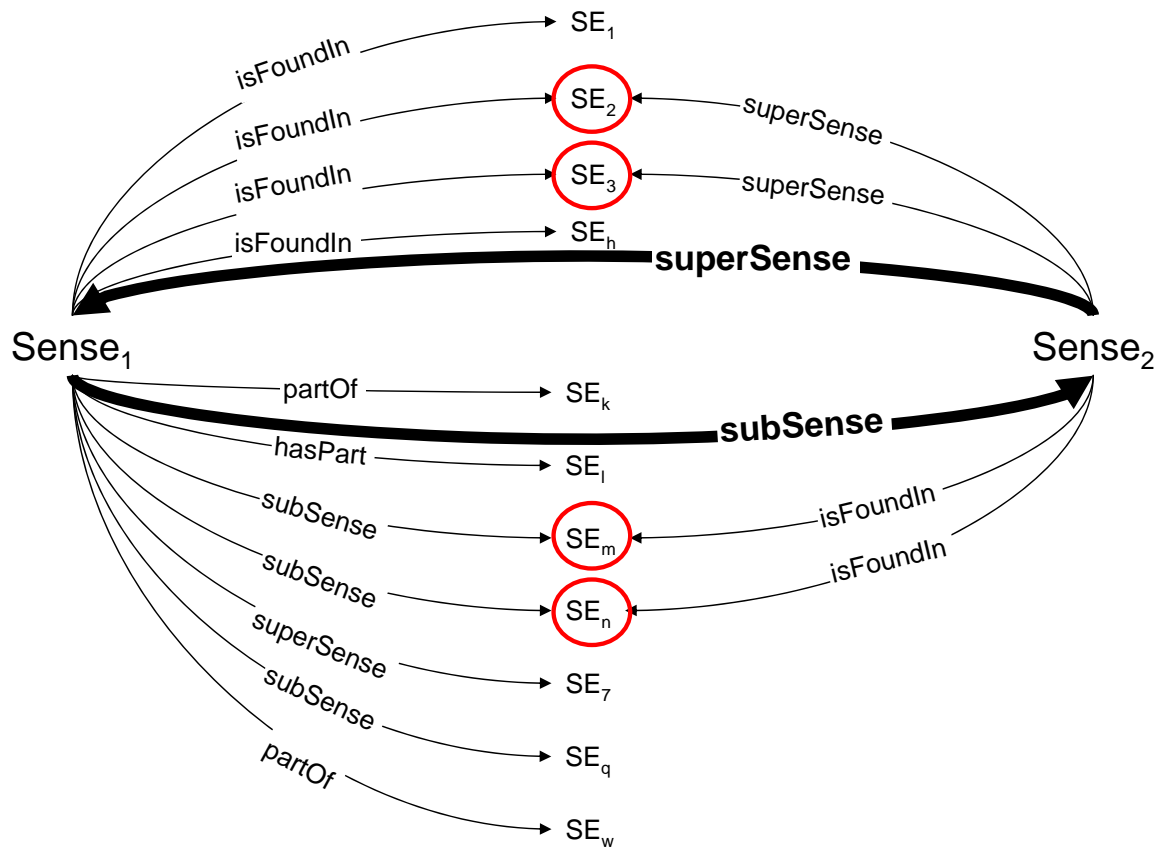 SE1
isFoundIn
isFoundIn
SE2
superSense
isFoundIn
SE3
superSense
isFoundIn
SEh
superSense
Sense1
Sense2
partOf
SEk
subSense
hasPart
SEl
subSense
SEm
isFoundIn
subSense
SEn
isFoundIn
superSense
SE7
subSense
SEq
partOf
SEw